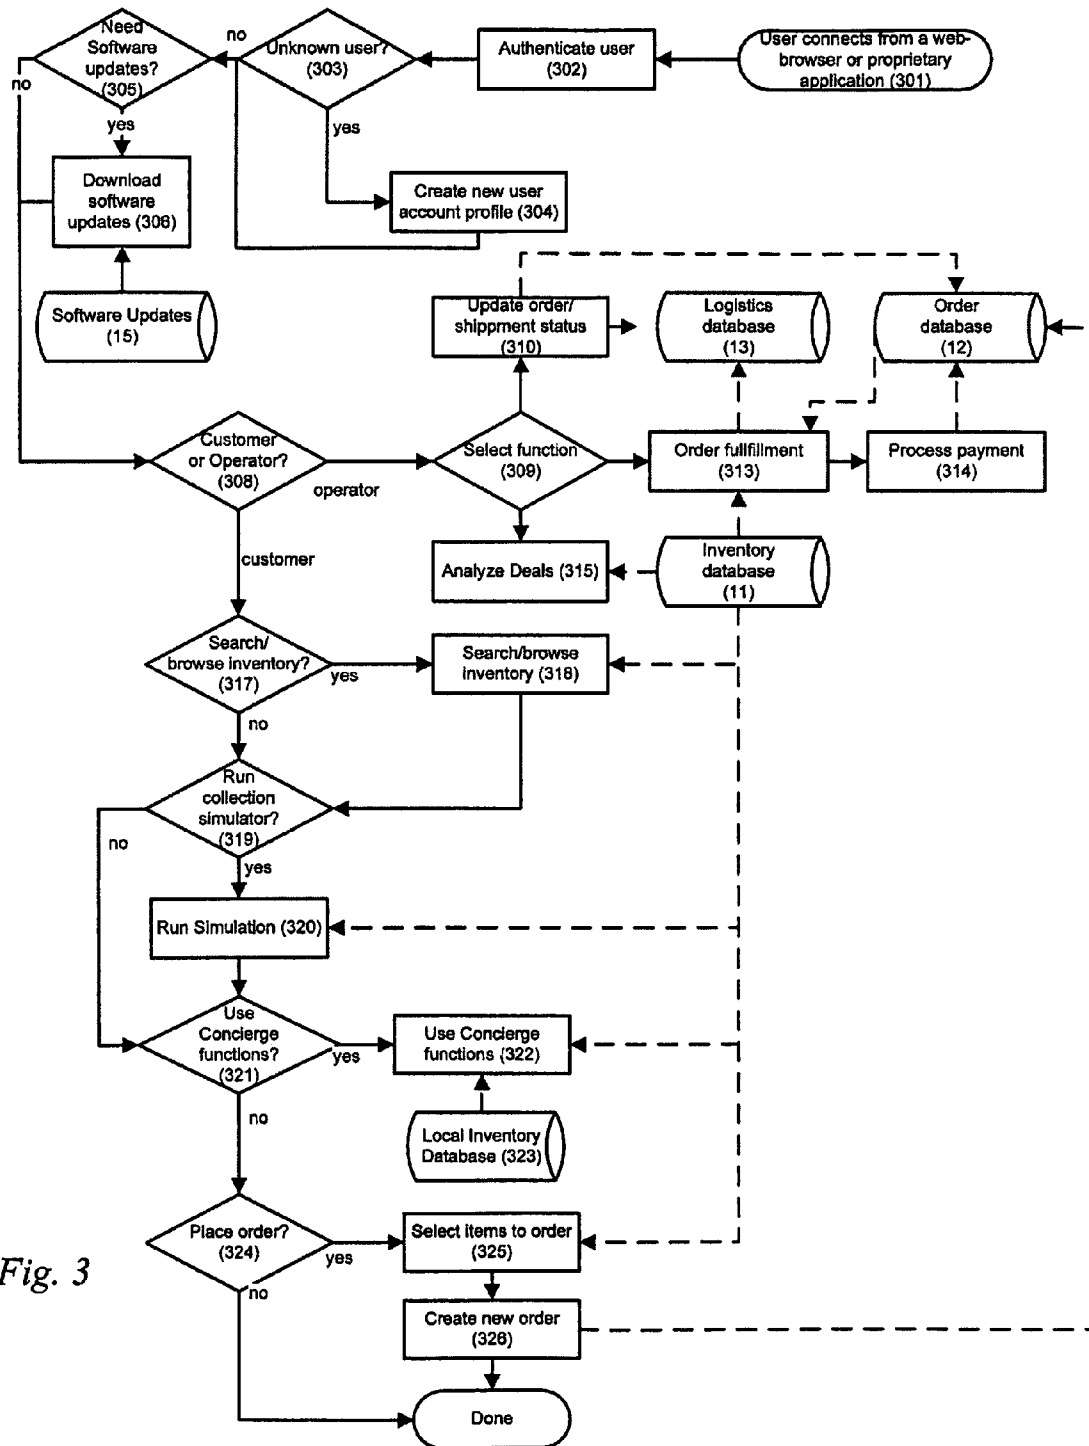 Need
Software
updates?
(305)
no
Unknown user?
(303)
Authenticate user
(302)
User connects from a web-
browser or proprietary
application (301)
no
yes
yes
Download
software
updates (306)
Create new user
account profile (304)
Software Updates
(15)
Update order/
shippment status
(310)
Logistics
database
(13)
Order
database
(12)
Customer
or Operator?
(308)
operator
Select function
(309)
Order fullfillment
(313)
Process payment
(314)
customer
Analyze Deals (315)
Inventory
database
(11)
Search/
browse inventory?
(317)
yes
Search/browse
inventory (318)
no
Run
collection
simulator?
(319)
no
yes
Run Simulation (320)
Use
Concierge
functions?
(321)
yes
Use Concierge
functions (322)
no
Local Inventory
Database (323)
Place order?
(324)
yes
Select items to order
(325)
Fig. 3
no
Create new order
(326)
Done